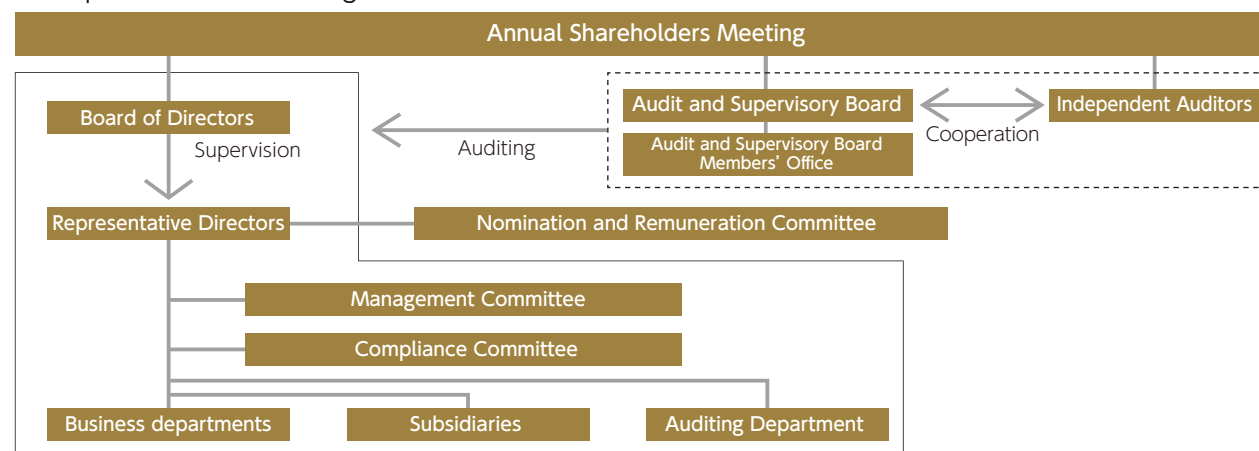 Annual Shareholders Meeting
Board of Directors
Supervision
Auditing
Audit and Supervisory Board
Audit and Supervisory Board
Members' Office
Cooperation
Independent Auditors
Representative Directors
Nomination and Remuneration Committee
Management Committee
Compliance Committee
Business departments
Subsidiaries
Auditing Department